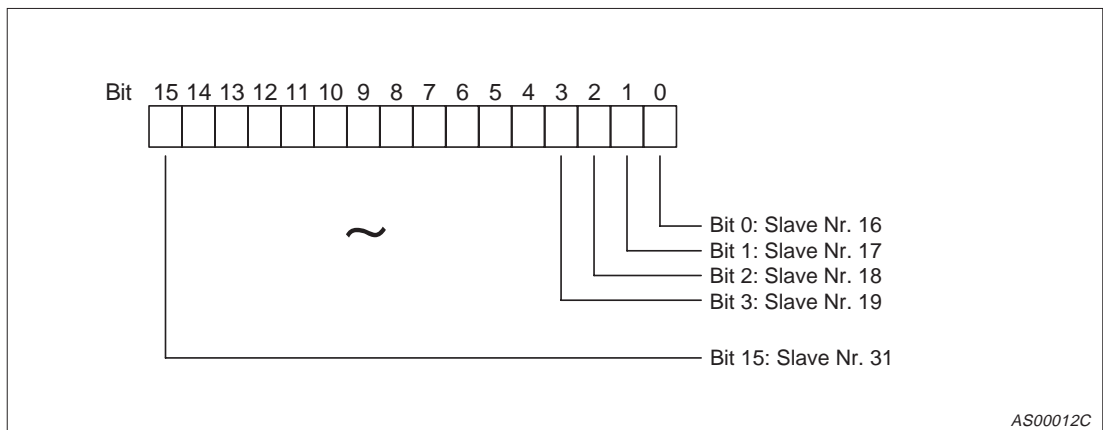 Bit 15 14 13 12 11 10 9 8 7 6 5 4 3 2 1 0
~
Bit 0: Slave Nr. 16
Bit 1: Slave Nr. 17
Bit 2: Slave Nr. 18
Bit 3: Slave Nr. 19
Bit 15: Slave Nr. 31
AS00012C